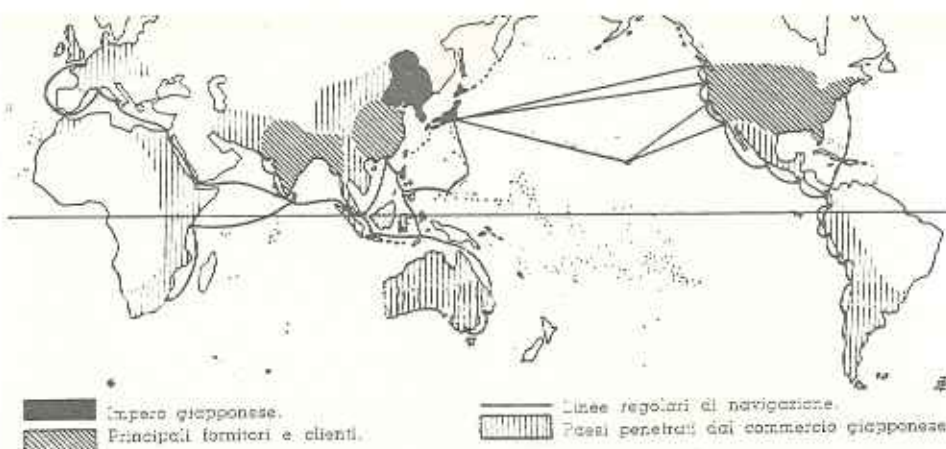 Impero giapponese.
Principali fornitori e clienti.
Linee regolari di navigazione.
Paesi penetrati dal commercio giapponese